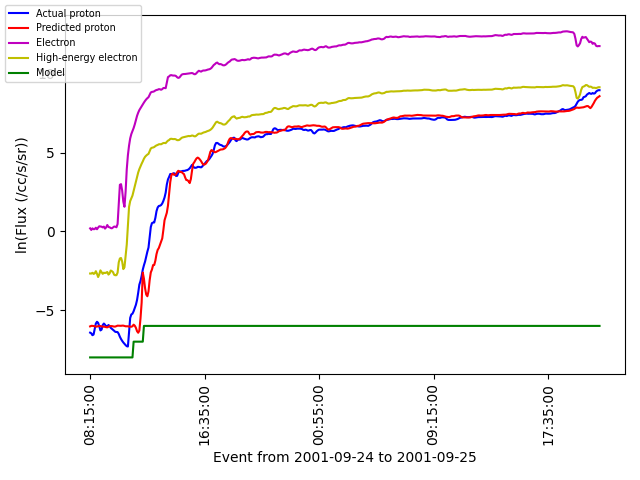 Actual proton
Predicted proton
Electron
High-energy electron
Model
5
0
−5
ln(Flux (/cc/s/sr))
08:15:00
16:35:00
00:55:00
09:15:00
17:35:00
Event from 2001-09-24 to 2001-09-25